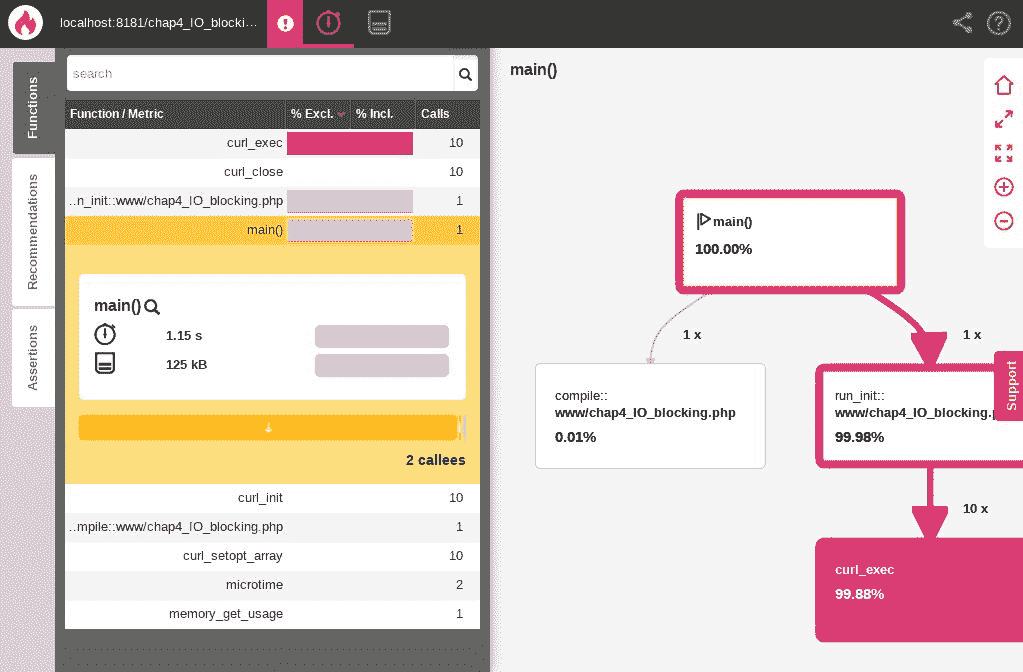 localhost:8181/chap4_IO_blocki...
Functions
Recommendations
Assertions
search
Function / Metric % Excl. % Incl. Calls
curl_exec 10
curl_close 10
..n_init::www/chap4_IO_blocking.php 1
main() 1
main()
1.15 s
125 kB
2 callees
curl_init 10
..mpile::www/chap4_IO_blocking.php 1
curl_setopt_array 10
microtime 2
memory_get_usage 1
main()
main()
100.00%
1 x
1 x
compile::
www/chap4_IO_blocking.php
0.01%
run_init::
www/chap4_IO_blocking.p
99.98%
Support
10 x
curl_exec
99.88%